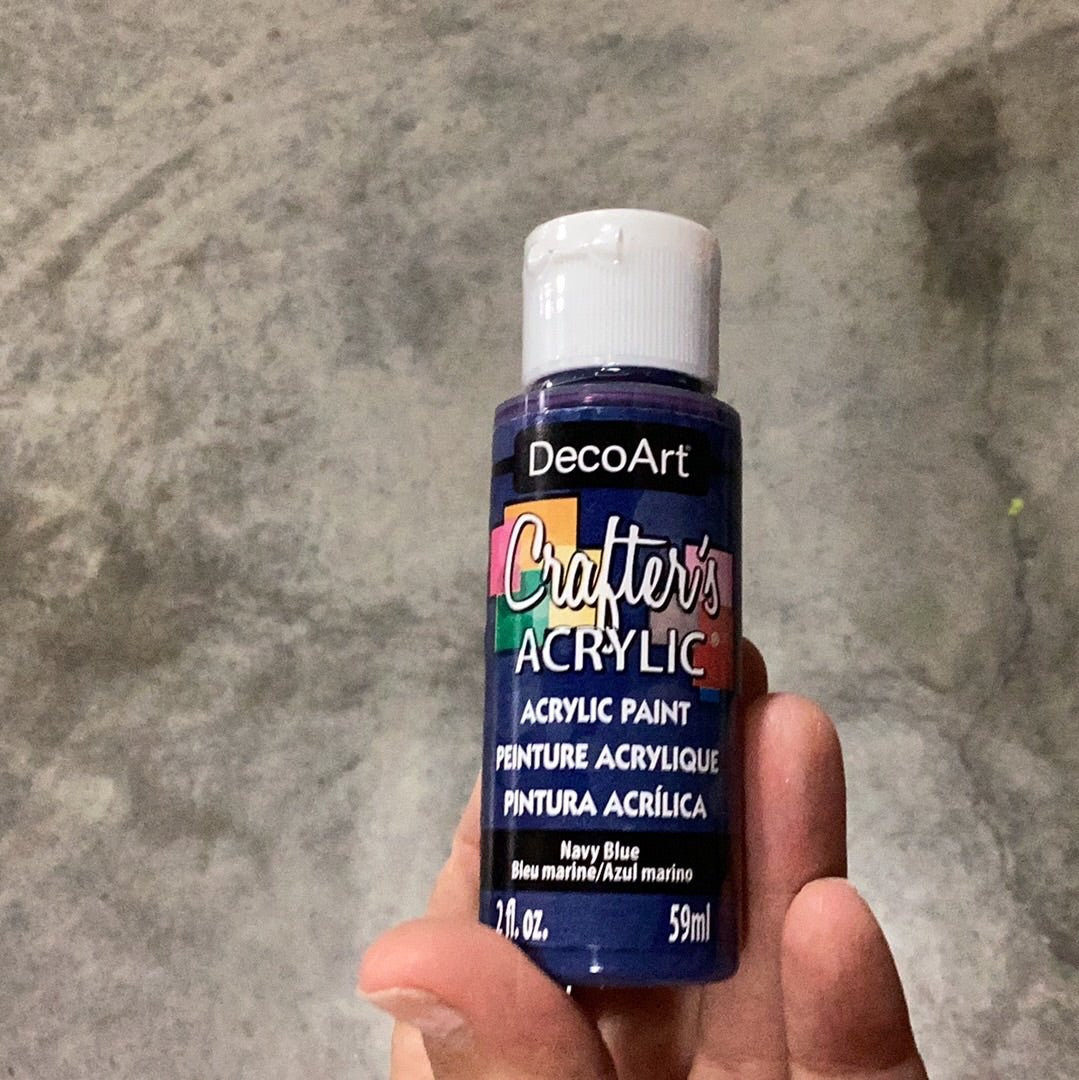 DecoArt®
Crafter's
ACRYLIC®
ACRYLIC PAINT
PEINTURE ACRYLIQUE
PINTURA ACRÍLICA
Navy Blue
Bleu marine/Azul marino
2 fl. oz. 59ml